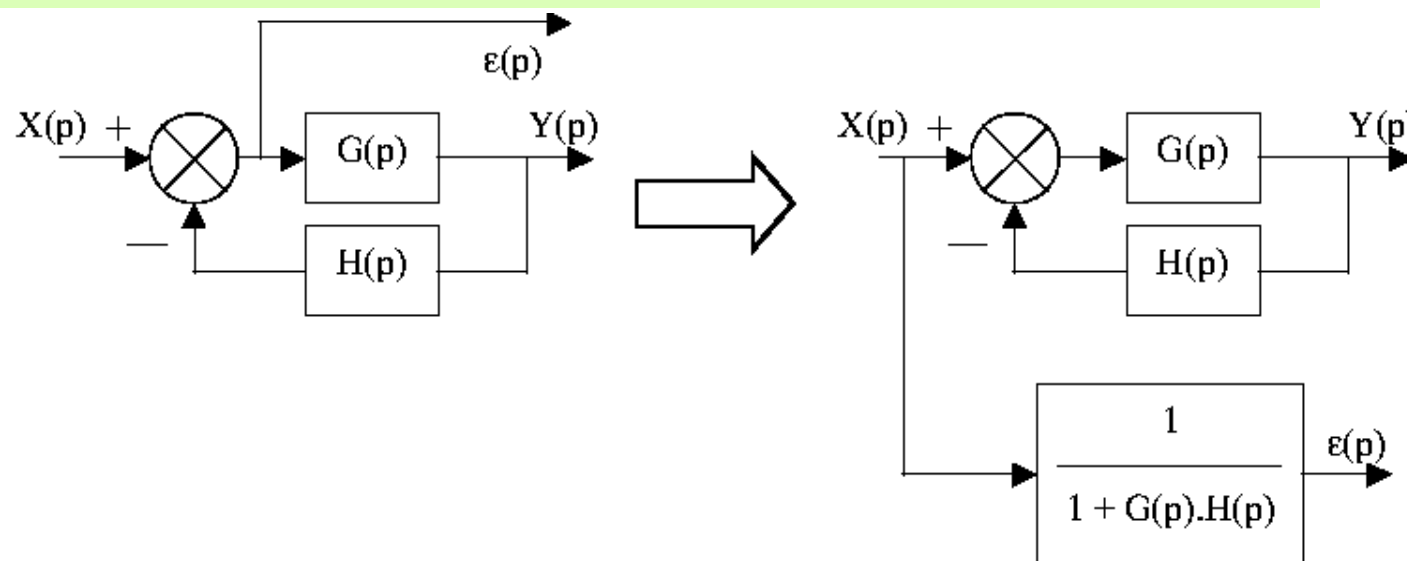 ε(p)
X(p) +
G(p)
Y(p)
—
H(p)
X(p) +
G(p)
Y(p)
—
H(p)
1
1 + G(p).H(p)
ε(p)